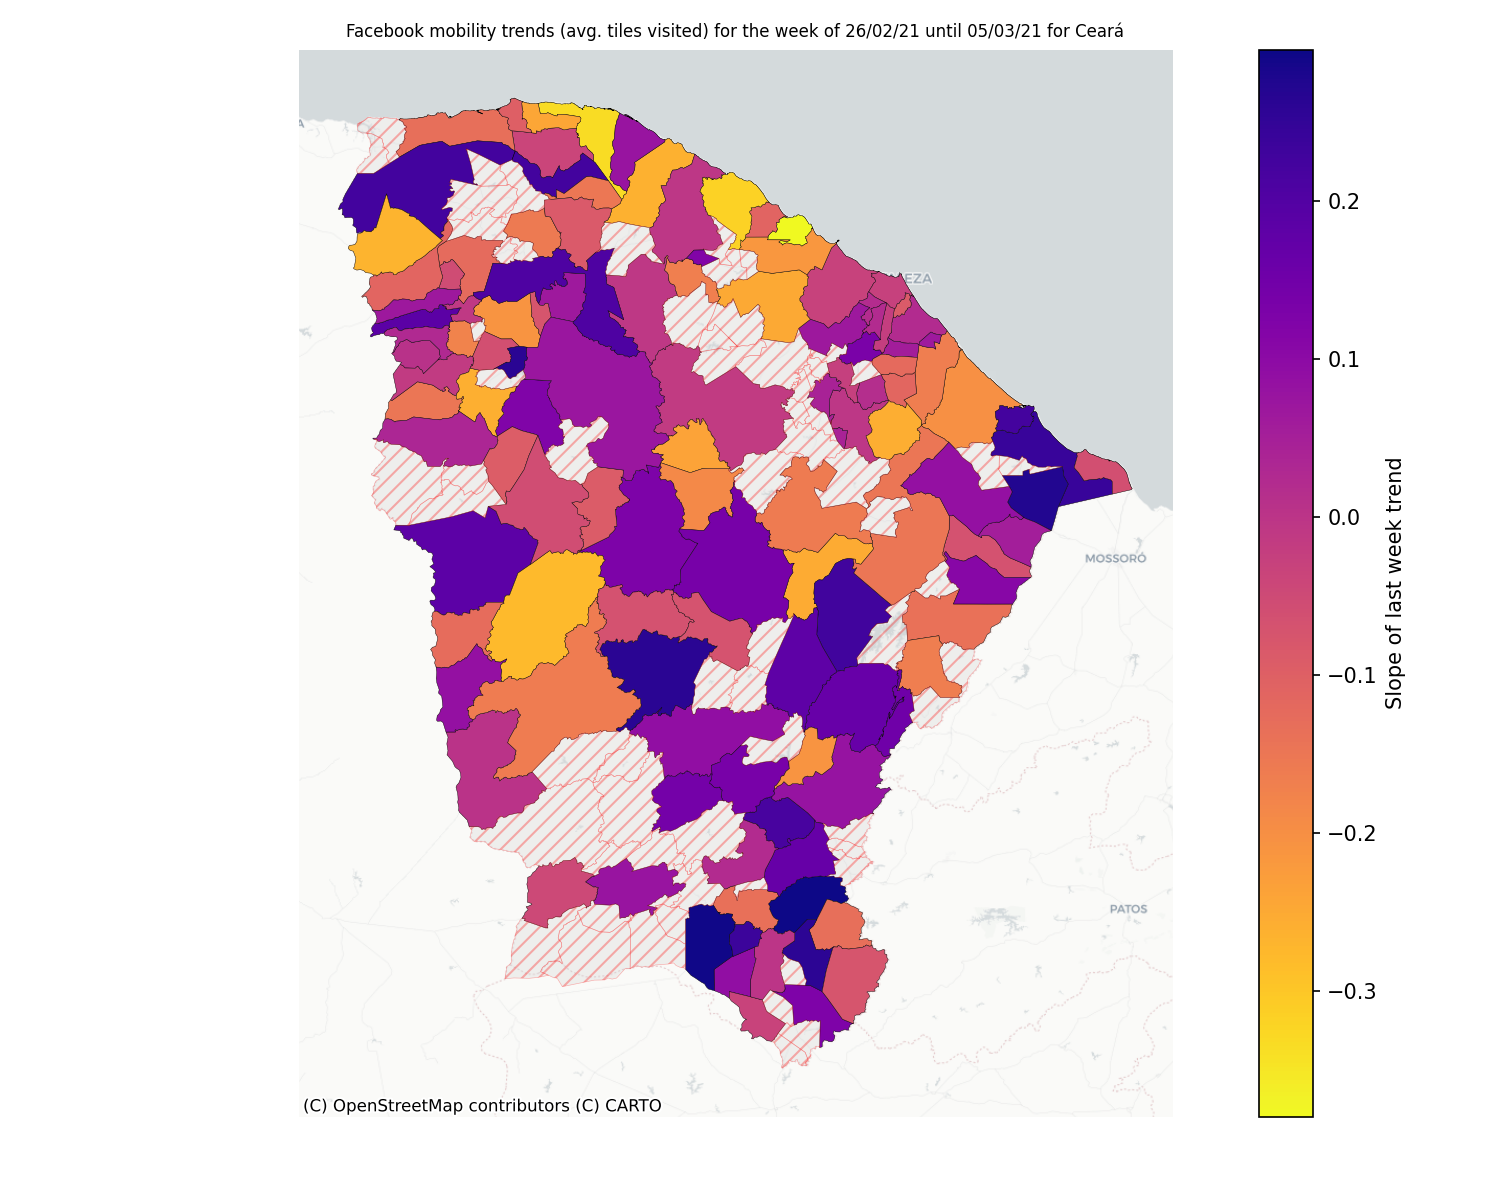 Facebook mobility trends (avg. tiles visited) for the week of 26/02/21 until 05/03/21 for Ceará
EZA
MOSSORÓ
PATOS
0.2
0.1
0.0
−0.1
−0.2
−0.3
Slope of last week trend
(C) OpenStreetMap contributors (C) CARTO